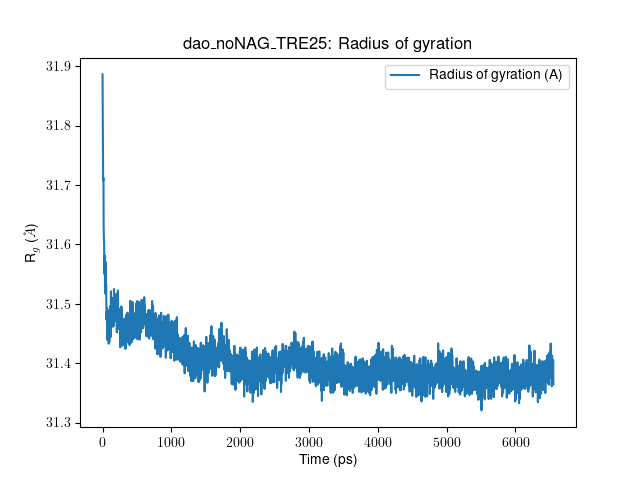 dao_noNAG_TRE25: Radius of gyration
Radius of gyration (A)
31.9
31.8
31.7
31.6
31.5
31.4
31.3
R_g (Å)
0 1000 2000 3000 4000 5000 6000
Time (ps)